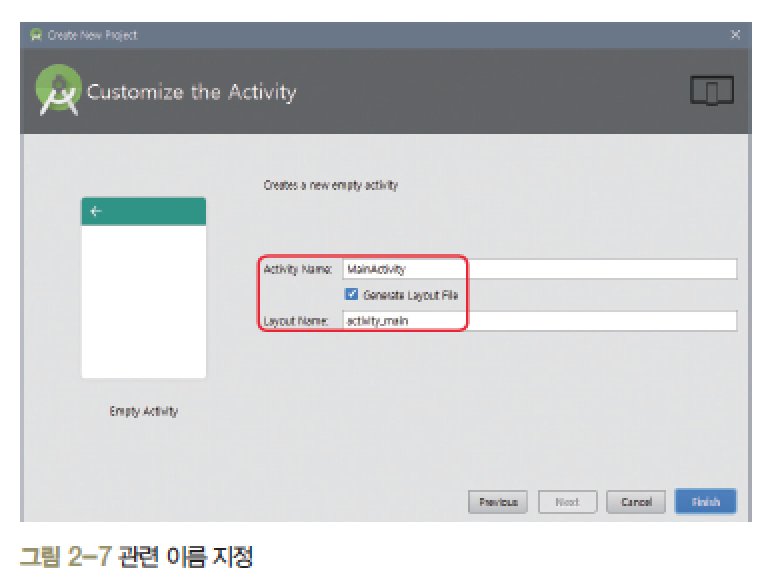 Create New Project
Customize the Activity
Creates a new empty activity
Activity Name: MainActivity
Generate Layout File
Layout Name: activity_main
Empty Activity
Previous Next Cancel Finish
그림 2-7 관련 이름 지정